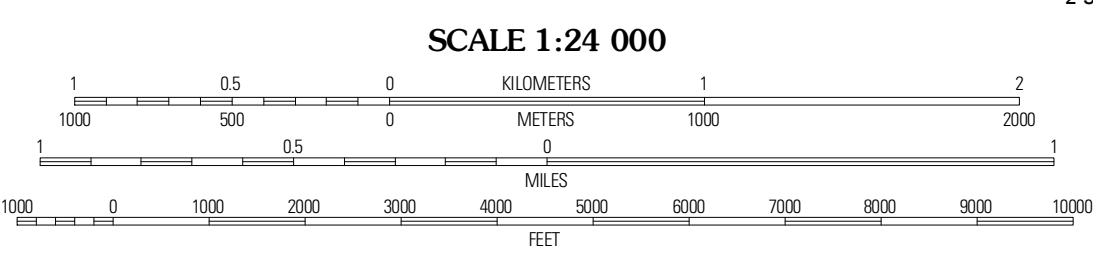 SCALE 1:24 000
1 0.5 0 KILOMETERS 1 2
1000 500 0 METERS 1000 2000
1 0.5 0 1
MILES
1000 0 1000 2000 3000 4000 5000 6000 7000 8000 9000 10000
FEET